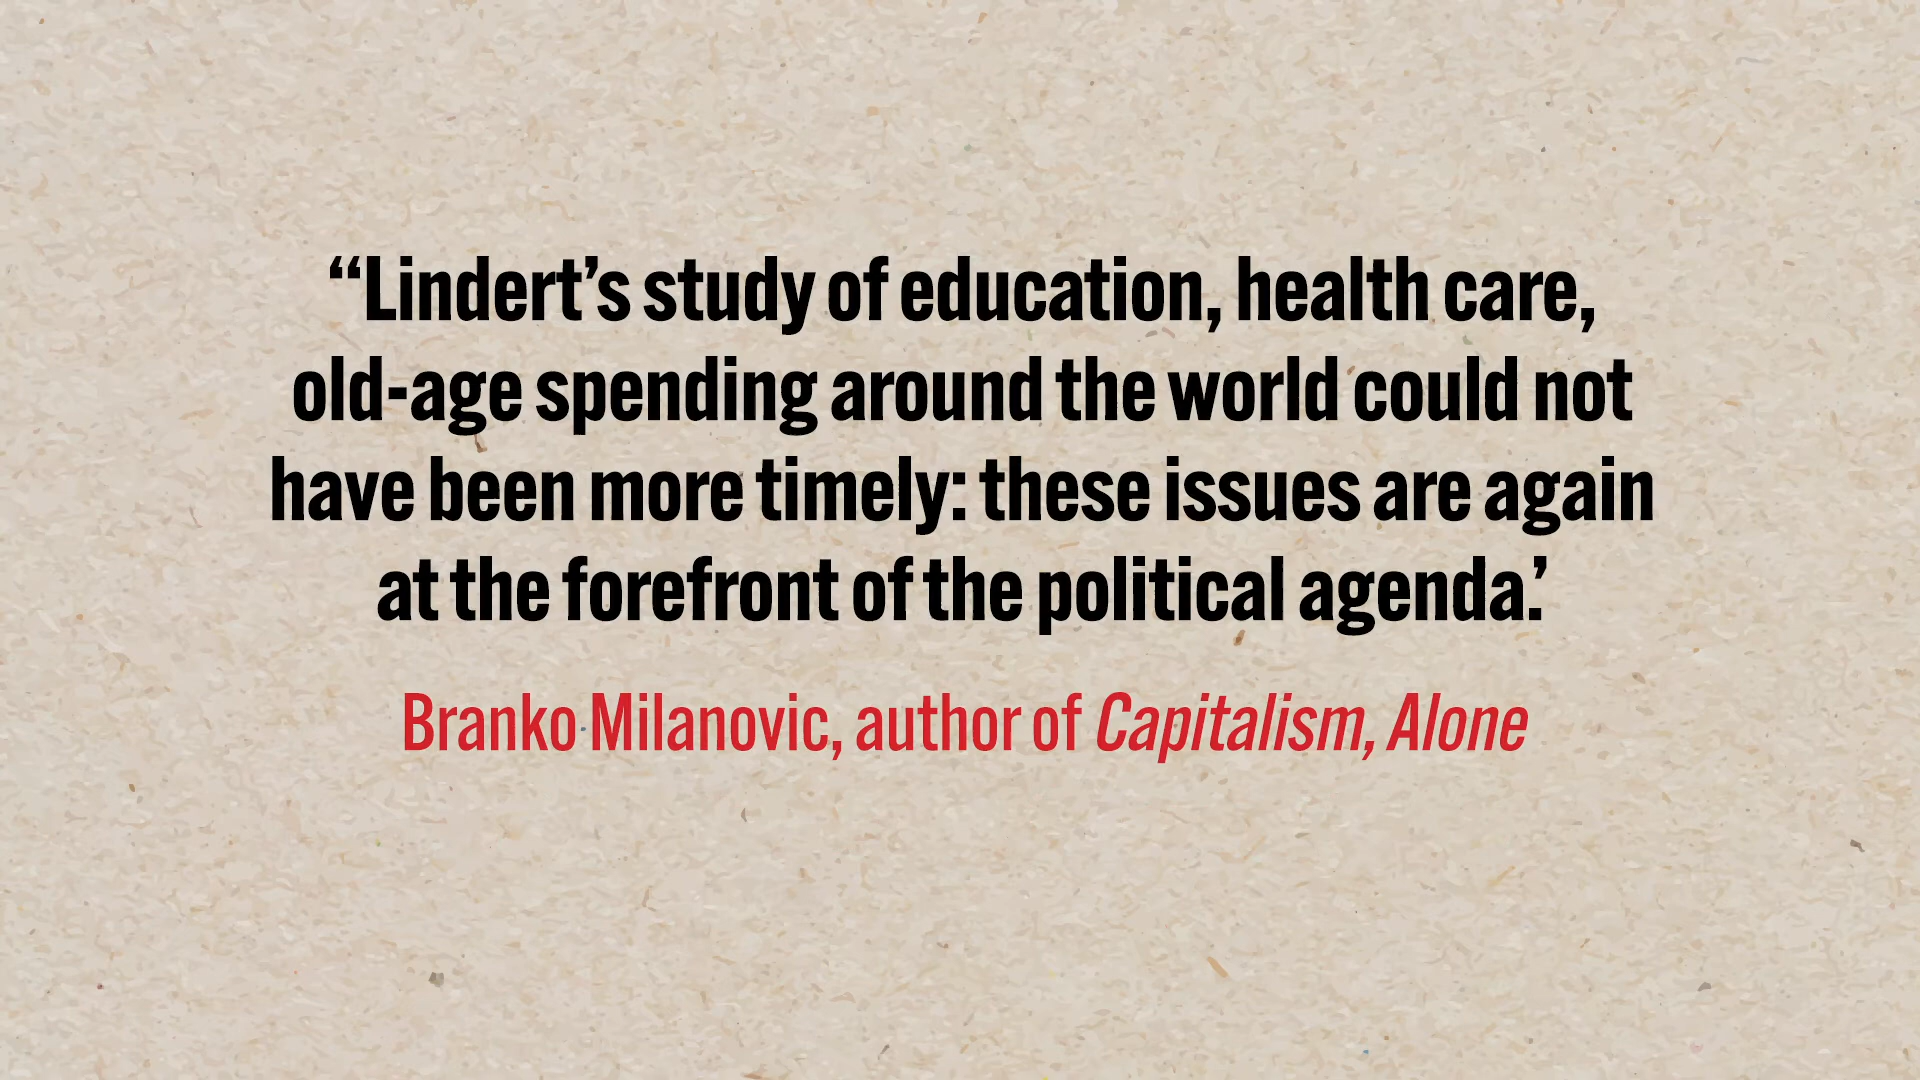 “Lindert’s study of education, health care,
old-age spending around the world could not
have been more timely: these issues are again
at the forefront of the political agenda.’
Branko Milanovic, author of Capitalism, Alone